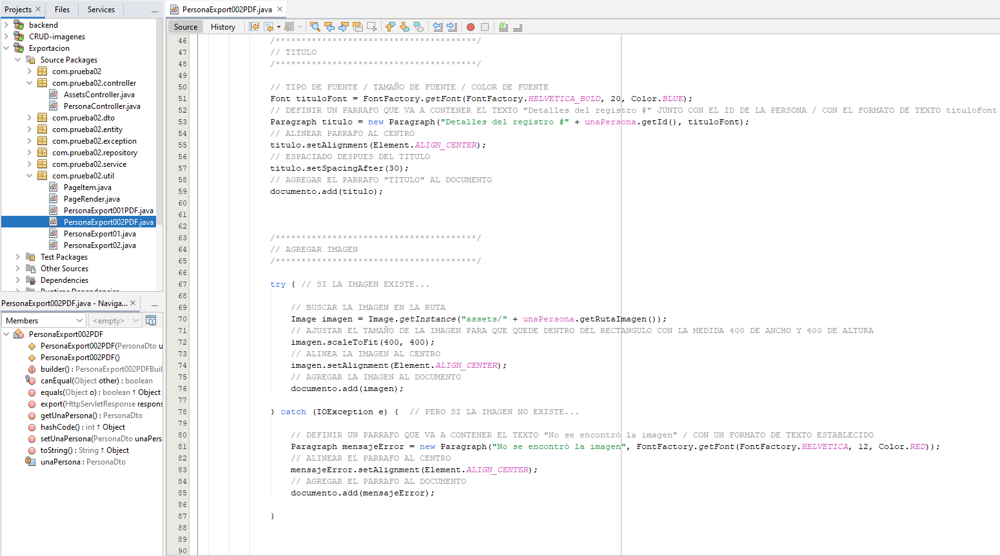 Projects
Files
Services
backend
CRUD-imagenes
Exportacion
Source Packages
com.prueba02
com.prueba02.controller
AssetsController.java
PersonaController.java
com.prueba02.dto
com.prueba02.entity
com.prueba02.exception
com.prueba02.repository
com.prueba02.service
com.prueba02.util
PageItem.java
PageRender.java
PersonaExport001PDF.java
PersonaExport002PDF.java
PersonaExport01.java
PersonaExport02.java
Test Packages
Other Sources
Dependencies
PersonaExport002PDF.java - Naviga...
Members
<empty>
PersonaExport002PDF
PersonaExport002PDF(PersonaDto u
PersonaExport002PDF()
builder() : PersonaExport002PDFBuil
canEqual(Object other) : boolean
equals(Object o) : boolean ↑ Object
export(HttpServletResponse respons
getUnaPersona() : PersonaDto
hashCode() : int ↑ Object
setUnaPersona(PersonaDto unaPers
toString() : String ↑ Object
unaPersona : PersonaDto
PersonaExport002PDF.java
Source
History
46 /***************************************/
47 // TITULO
48 /***************************************/
49
50 // TIPO DE FUENTE / TAMAÑO DE FUENTE / COLOR DE FUENTE
51 Font tituloFont = FontFactory.getFont(FontFactory.HELVETICA_BOLD, 20, Color.BLUE);
52 // DEFINIR UN PARRAFO QUE VA A CONTENER EL TEXTO "Detalles del registro #" JUNTO CON EL ID DE LA PERSONA / CON EL FORMATO DE TEXTO tituloFont
53 Paragraph titulo = new Paragraph("Detalles del registro #" + unaPersona.getId(), tituloFont);
54 // ALINEAR PARRAFO AL CENTRO
55 titulo.setAlignment(Element.ALIGN_CENTER);
56 // ESPACIADO DESPUES DEL TITULO
57 titulo.setSpacingAfter(30);
58 // AGREGAR EL PARRAFO "TITULO" AL DOCUMENTO
59 documento.add(titulo);
60
61
62
63 /***************************************/
64 // AGREGAR IMAGEN
65 /***************************************/
66
67 try { // SI LA IMAGEN EXISTE...
68
69 // BUSCAR LA IMAGEN EN LA RUTA
70 Image imagen = Image.getInstance("assets/" + unaPersona.getRutaImagen());
71 // AJUSTAR EL TAMAÑO DE LA IMAGEN PARA QUE QUEDE DENTRO DEL RECTANGULO CON LA MEDIDA 400 DE ANCHO Y 400 DE ALTURA
72 imagen.scaleToFit(400, 400);
73 // ALINEA LA IMAGEN AL CENTRO
74 imagen.setAlignment(Element.ALIGN_CENTER);
75 // AGREGAR LA IMAGEN AL DOCUMENTO
76 documento.add(imagen);
77
78 } catch (IOException e) { // PERO SI LA IMAGEN NO EXISTE...
79
80 // DEFINIR UN PARRAFO QUE VA A CONTENER EL TEXTO "No se encontró la imagen" / CON UN FORMATO DE TEXTO ESTABLECIDO
81 Paragraph mensajeError = new Paragraph("No se encontró la imagen", FontFactory.getFont(FontFactory.HELVETICA, 12, Color.RED));
82 // ALINEAR EL PARRAFO AL CENTRO
83 mensajeError.setAlignment(Element.ALIGN_CENTER);
84 // AGREGAR EL PARRAFO AL DOCUMENTO
85 documento.add(mensajeError);
86
87 }
88
89
90